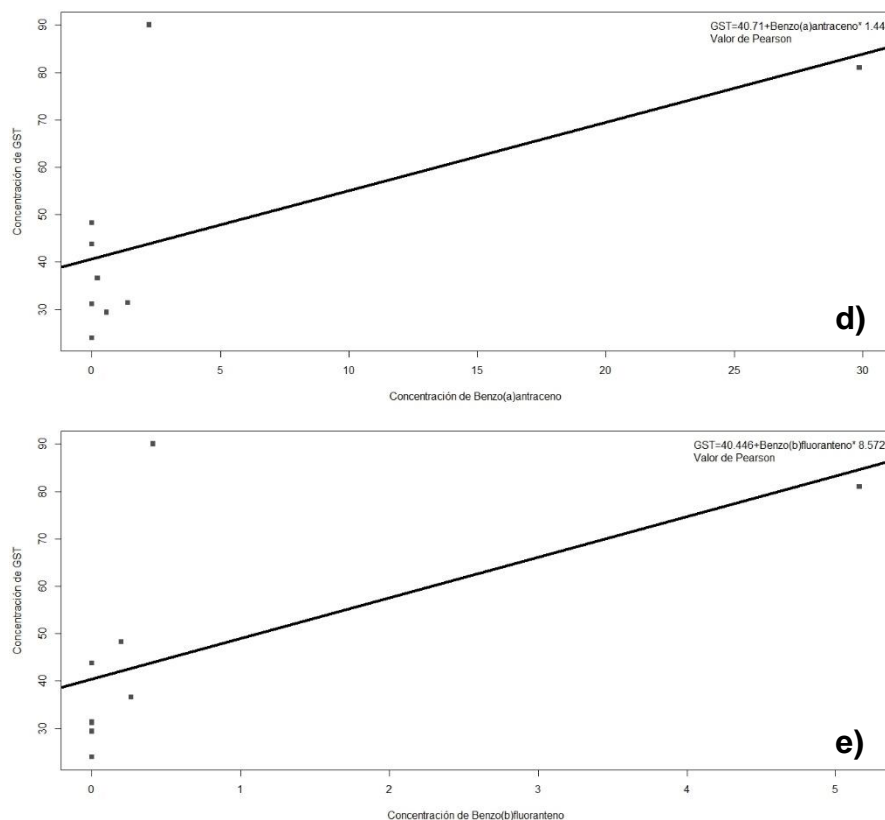 GST=40.71+Benzo(a)antraceno* 1.44
Valor de Pearson
90
80
70
60
50
40
30
Concentración de GST
d)
0 5 10 15 20 25 30
Concentración de Benzo(a)antraceno
GST=40.446+Benzo(b)fluoranteno* 8.572
Valor de Pearson
90
80
70
60
50
40
30
Concentración de GST
e)
0 1 2 3 4 5
Concentración de Benzo(b)fluoranteno